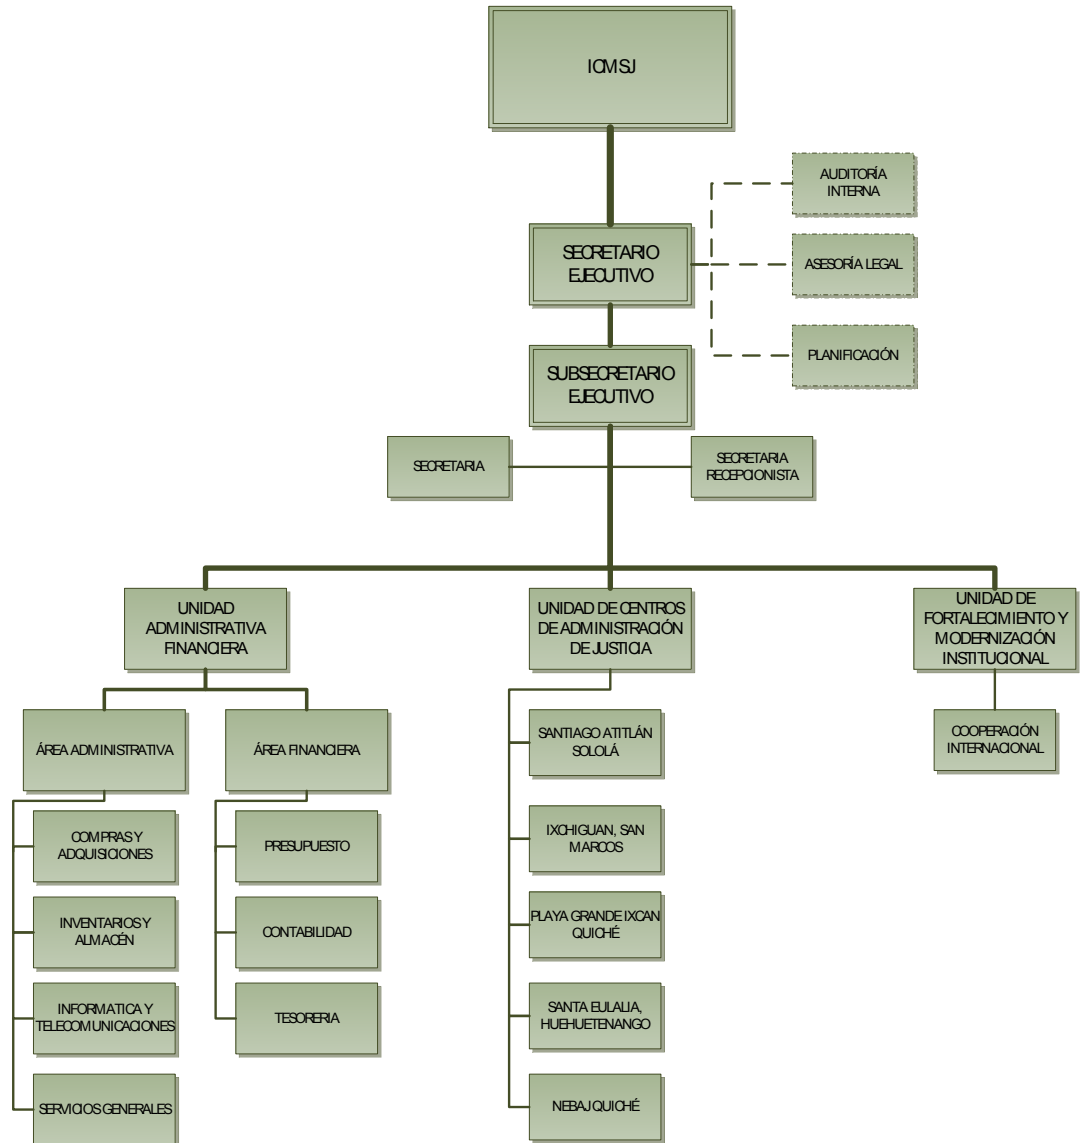 ICMSJ
AUDITORÍA
INTERNA
SECRETARIO
EJECUTIVO
ASESORÍA LEGAL
PLANIFICACIÓN
SUBSECRETARIO
EJECUTIVO
SECRETARIA
SECRETARIA
RECEPCIONISTA
UNIDAD
ADMINISTRATIVA
FINANCIERA
UNIDAD DE CENTROS
DE ADMINISTRACIÓN
DE JUSTICIA
UNIDAD DE
FORTALECIMIENTO Y
MODERNIZACIÓN
INSTITUCIONAL
ÁREA ADMINISTRATIVA
ÁREA FINANCIERA
SANTIAGO ATITLÁN
SOLOLÁ
COOPERACIÓN
INTERNACIONAL
COMPRAS Y
ADQUISICIONES
PRESUPUESTO
IXCHIGUAN, SAN
MARCOS
INVENTARIOS Y
ALMACÉN
CONTABILIDAD
PLAYA GRANDE IXCAN
QUICHÉ
INFORMATICA Y
TELECOMUNICACIONES
TESORERIA
SANTA EULALIA,
HUEHUETENANGO
SERVICIOS GENERALES
NEBAJ QUICHÉ